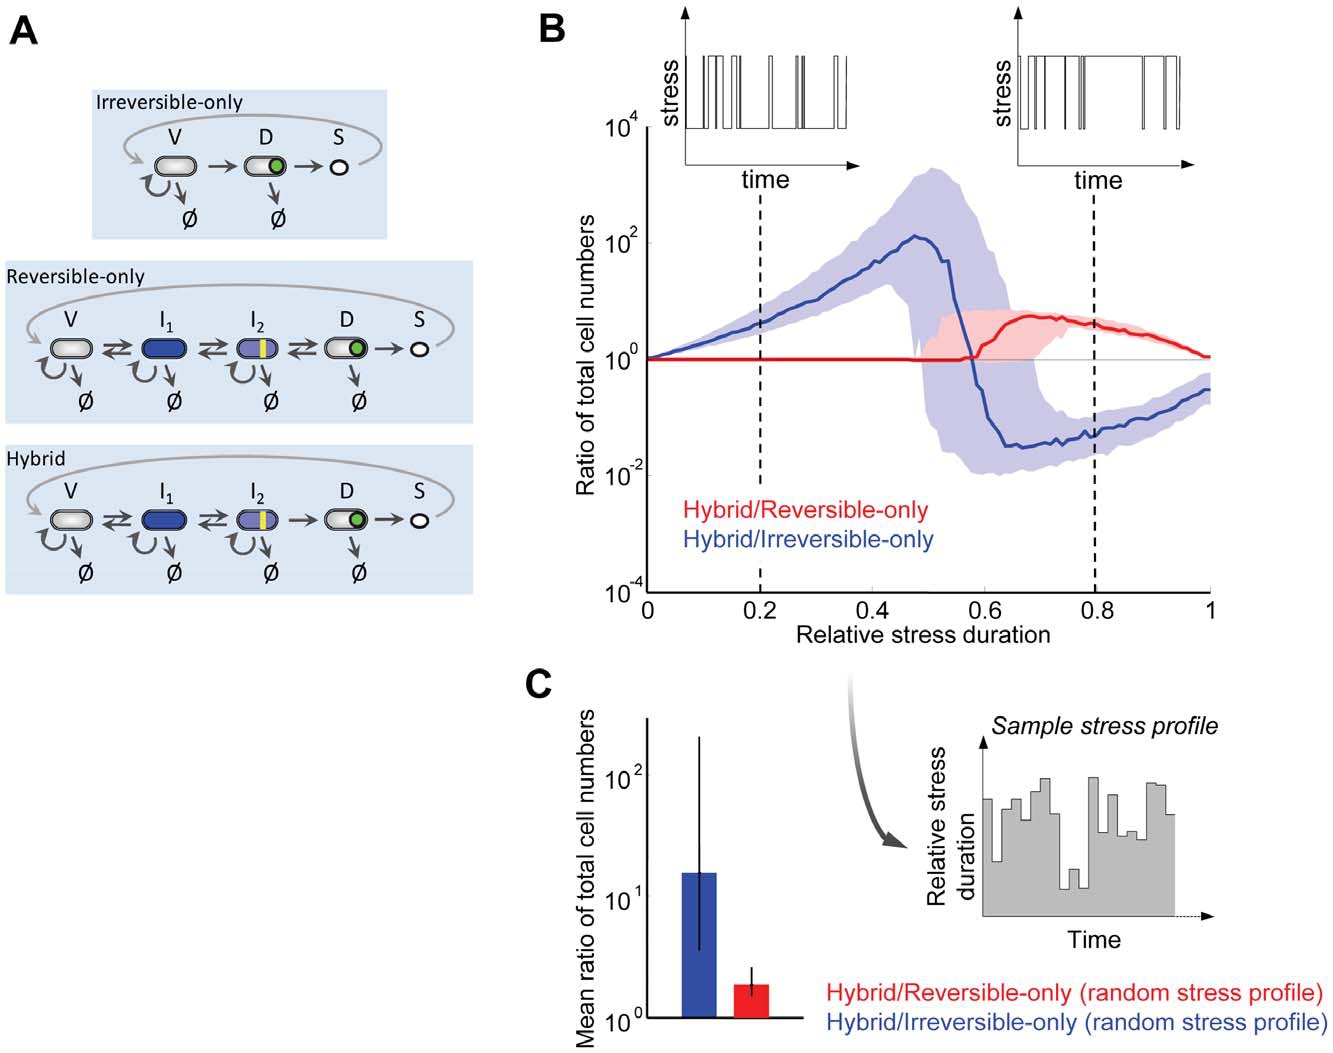 A
Irreversible-only
V D S
Ø Ø
Reversible-only
V I1 I2 D S
Ø Ø Ø Ø
Hybrid
V I1 I2 D S
Ø Ø Ø Ø
B
stress
time
stress
time
Ratio of total cell numbers
10^4
10^2
10^0
10^-2
10^-4
Hybrid/Reversible-only
Hybrid/Irreversible-only
0 0.2 0.4 0.6 0.8 1
Relative stress duration
C
Mean ratio of total cell numbers
10^2
10^1
10^0
Sample stress profile
Relative stress
duration
Time
Hybrid/Reversible-only (random stress profile)
Hybrid/Irreversible-only (random stress profile)